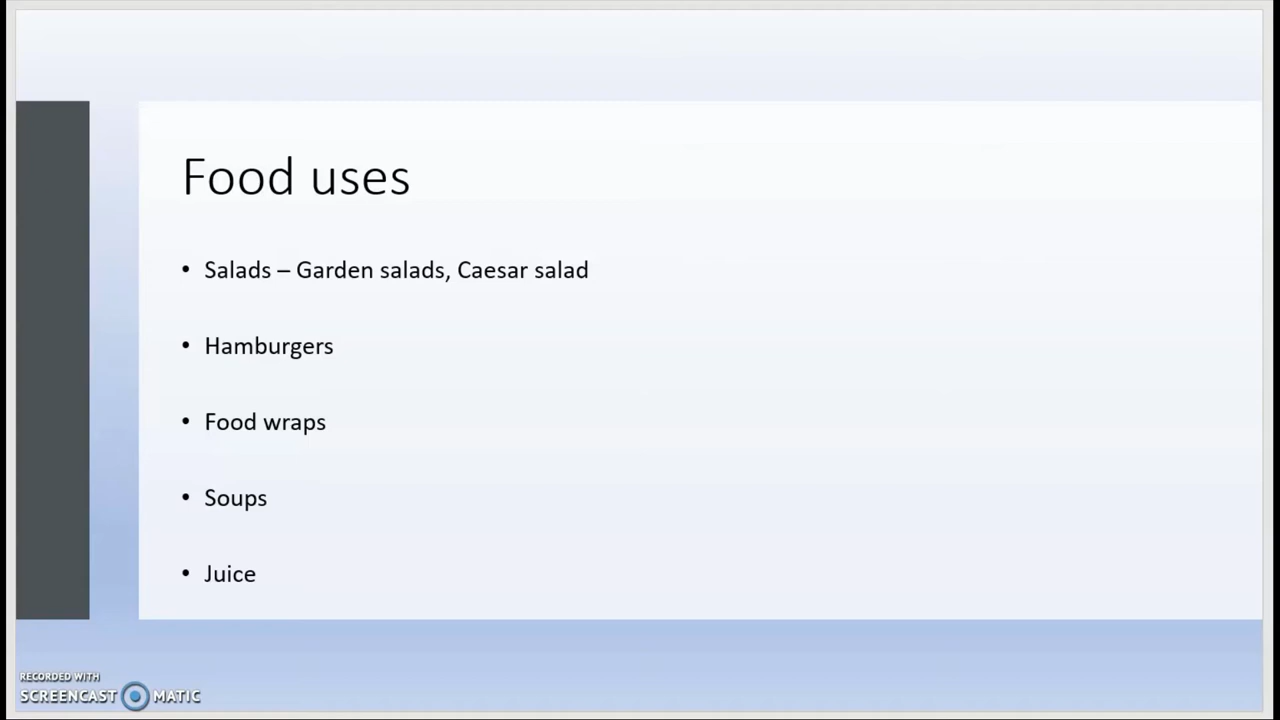 Food uses
• Salads – Garden salads, Caesar salad
• Hamburgers
• Food wraps
• Soups
• Juice
RECORDED WITH
SCREENCAST MATIC